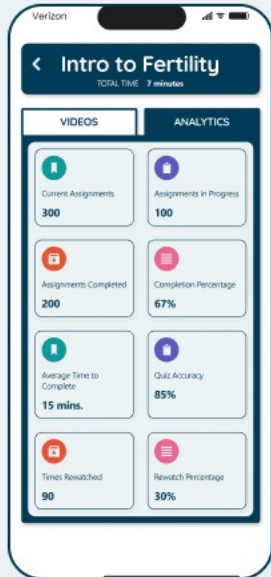 Verizon
Intro to Fertility
TOTAL TIME 7 minutes
VIDEOS
ANALYTICS
Current Assignments
300
Assignments in Progress
100
Assignments Completed
200
Completion Percentage
67%
Average Time to
Complete
15 mins.
Quiz Accuracy
85%
Times Rewatched
90
Rewatch Percentage
30%